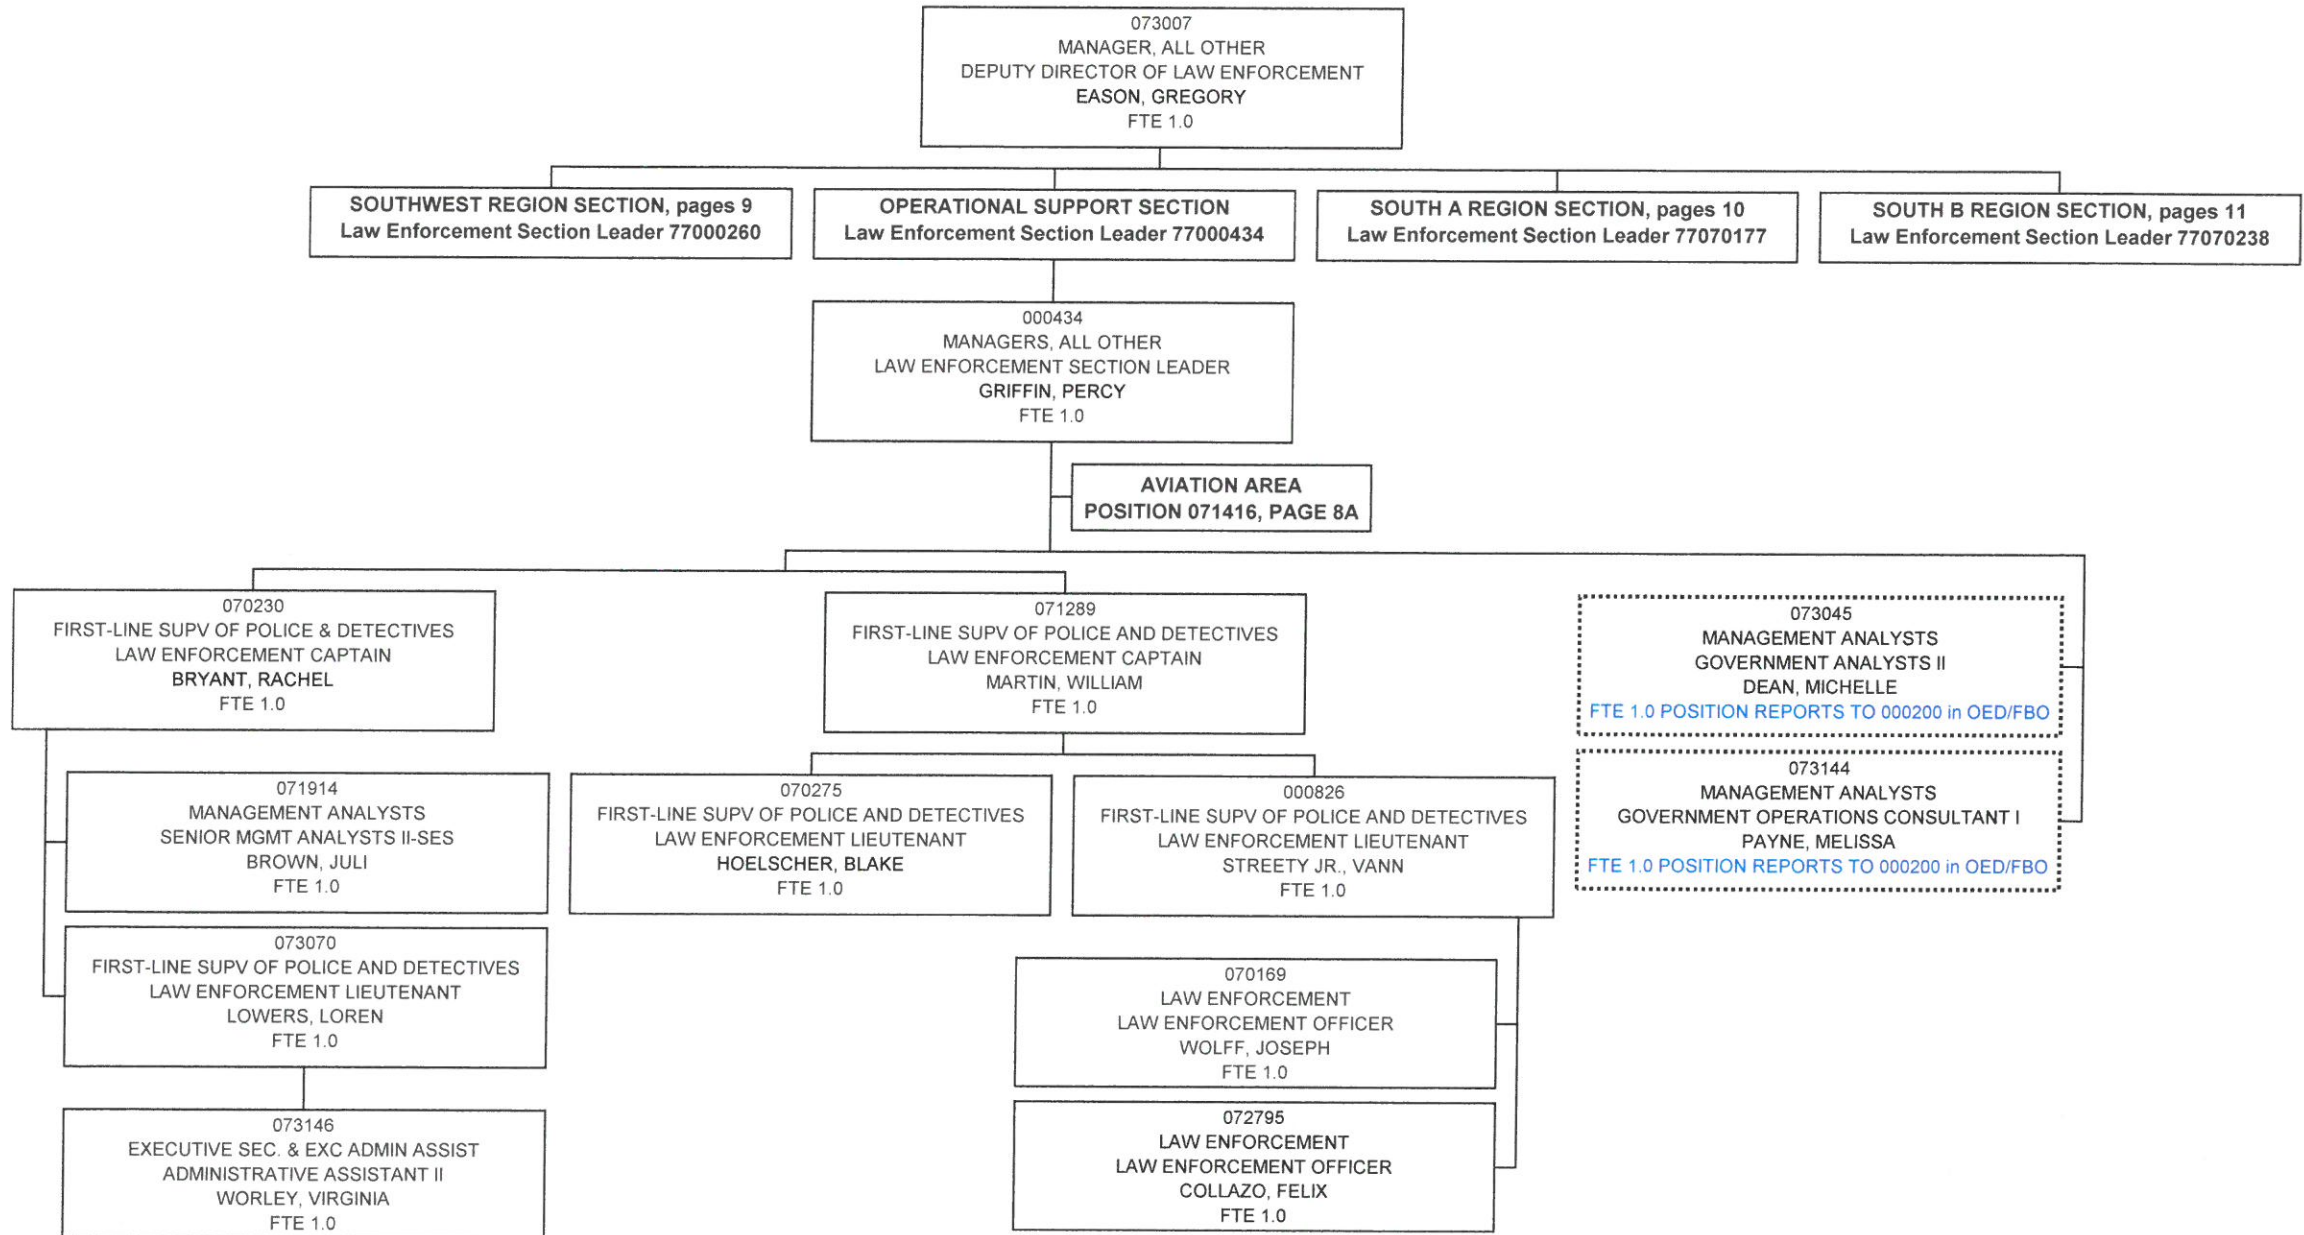 073007
MANAGER, ALL OTHER
DEPUTY DIRECTOR OF LAW ENFORCEMENT
EASON, GREGORY
FTE 1.0
SOUTHWEST REGION SECTION, pages 9
Law Enforcement Section Leader 77000260
OPERATIONAL SUPPORT SECTION
Law Enforcement Section Leader 77000434
SOUTH A REGION SECTION, pages 10
Law Enforcement Section Leader 77070177
SOUTH B REGION SECTION, pages 11
Law Enforcement Section Leader 77070238
000434
MANAGERS, ALL OTHER
LAW ENFORCEMENT SECTION LEADER
GRIFFIN, PERCY
FTE 1.0
AVIATION AREA
POSITION 071416, PAGE 8A
070230
FIRST-LINE SUPV OF POLICE & DETECTIVES
LAW ENFORCEMENT CAPTAIN
BRYANT, RACHEL
FTE 1.0
071289
FIRST-LINE SUPV OF POLICE AND DETECTIVES
LAW ENFORCEMENT CAPTAIN
MARTIN, WILLIAM
FTE 1.0
073045
MANAGEMENT ANALYSTS
GOVERNMENT ANALYSTS II
DEAN, MICHELLE
FTE 1.0 POSITION REPORTS TO 000200 in OED/FBO
071914
MANAGEMENT ANALYSTS
SENIOR MGMT ANALYSTS II-SES
BROWN, JULI
FTE 1.0
070275
FIRST-LINE SUPV OF POLICE AND DETECTIVES
LAW ENFORCEMENT LIEUTENANT
HOELSCHER, BLAKE
FTE 1.0
000826
FIRST-LINE SUPV OF POLICE AND DETECTIVES
LAW ENFORCEMENT LIEUTENANT
STREETY JR., VANN
FTE 1.0
073144
MANAGEMENT ANALYSTS
GOVERNMENT OPERATIONS CONSULTANT I
PAYNE, MELISSA
FTE 1.0 POSITION REPORTS TO 000200 in OED/FBO
073070
FIRST-LINE SUPV OF POLICE AND DETECTIVES
LAW ENFORCEMENT LIEUTENANT
LOWERS, LOREN
FTE 1.0
070169
LAW ENFORCEMENT
LAW ENFORCEMENT OFFICER
WOLFF, JOSEPH
FTE 1.0
073146
EXECUTIVE SEC. & EXC ADMIN ASSIST
ADMINISTRATIVE ASSISTANT II
WORLEY, VIRGINIA
FTE 1.0
072795
LAW ENFORCEMENT
LAW ENFORCEMENT OFFICER
COLLAZO, FELIX
FTE 1.0